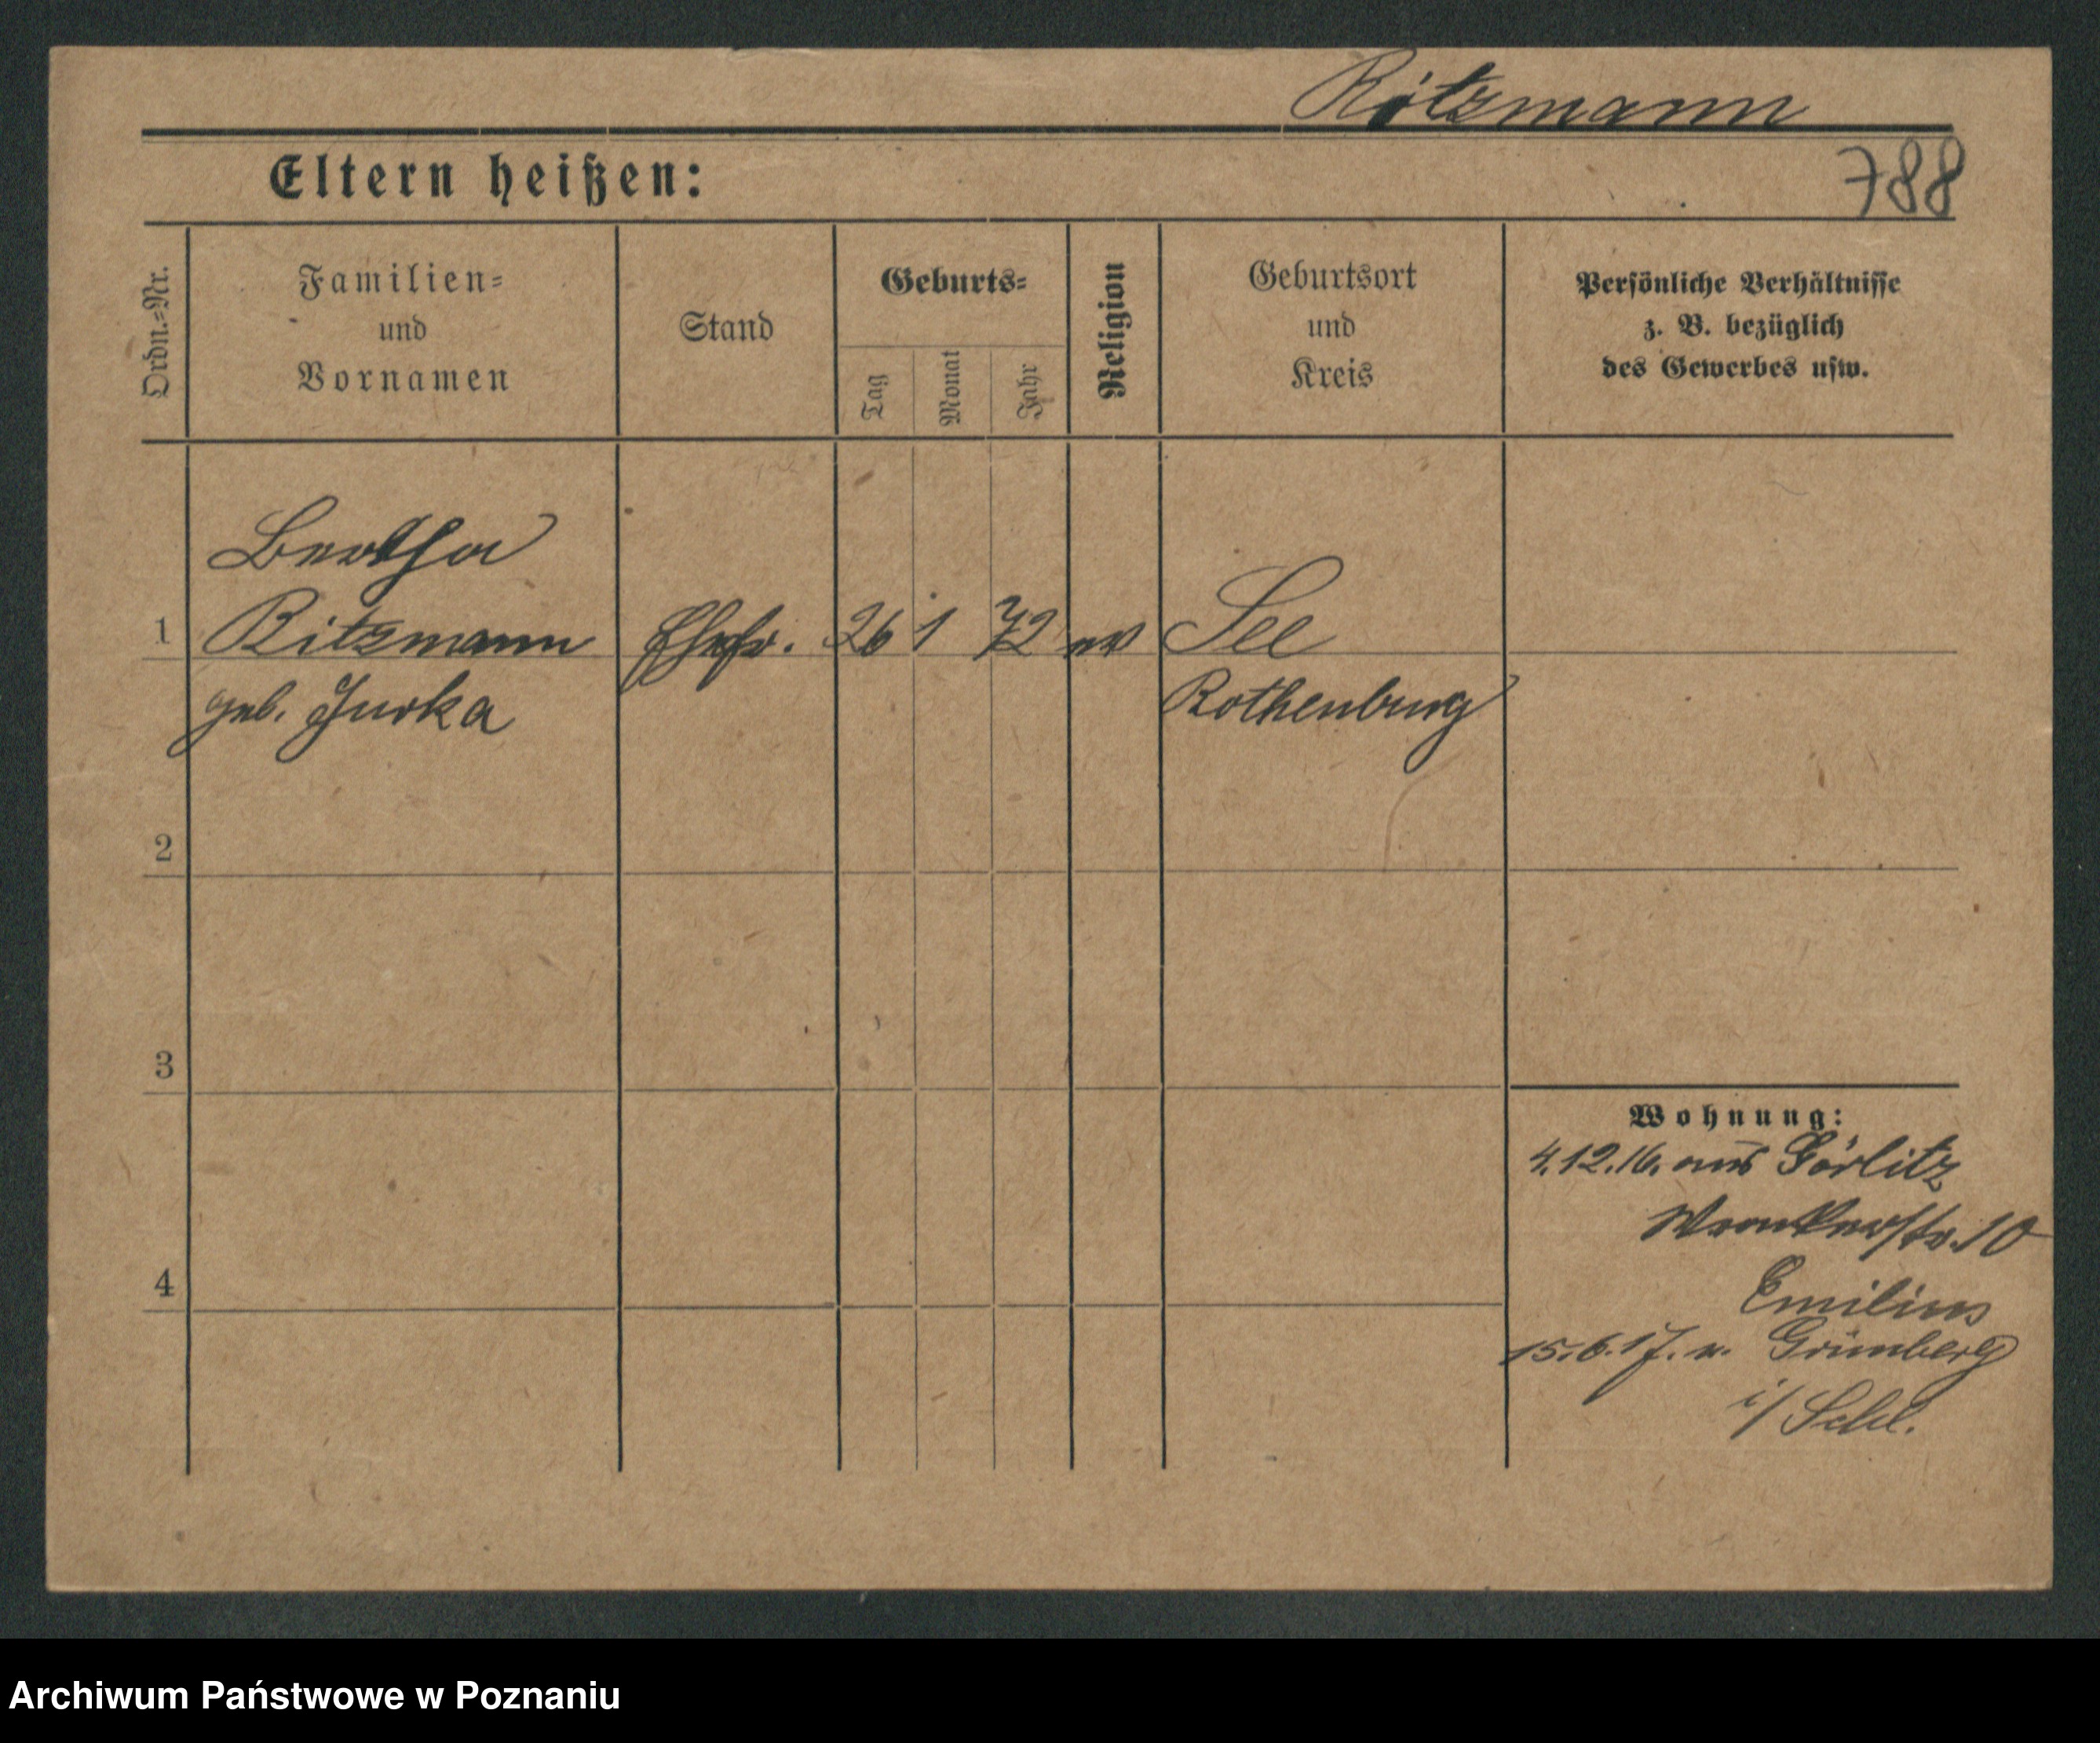 Ritzmann
Eltern heißen:
788
Ordn.=Nr.
Familien=
und
Vornamen
Stand
Geburts=
Tag
Monat
Jahr
Religion
Geburtsort
und
Kreis
Persönliche Verhältnisse
z. B. bezüglich
des Gewerbes usw.
Bertha
1 Ritzmann Ehefr. 26 1 72 ev See
geb. Jurka Rothenburg
2
3
4
Wohnung:
4.12.16. aus Görlitz
Wronkerstr. 10
Emilius
15.6.17. n. Grünberg
i/ Schl.
Archiwum Państwowe w Poznaniu